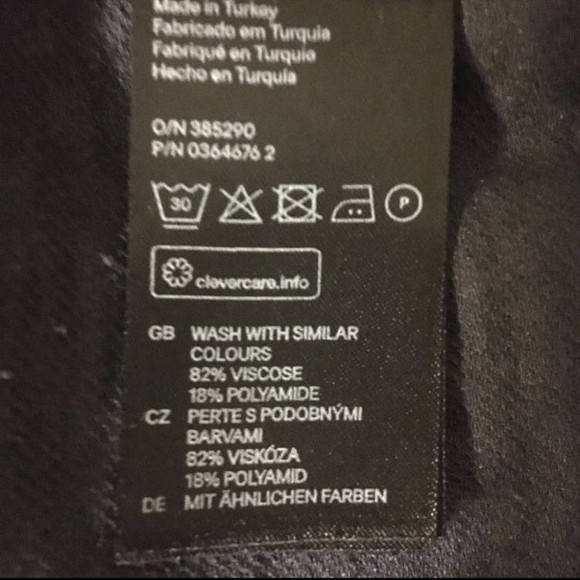 Made in Turkey
Fabricado em Turquia
Fabriqué en Turquie
Hecho en Turquía
O/N 385290
P/N 0364676 2
30 P
clevercare.info
GB WASH WITH SIMILAR
COLOURS
82% VISCOSE
18% POLYAMIDE
CZ PERTE S PODOBNÝMI
BARVAMI
82% VISKÓZA
18% POLYAMID
DE MIT ÄHNLICHEN FARBEN